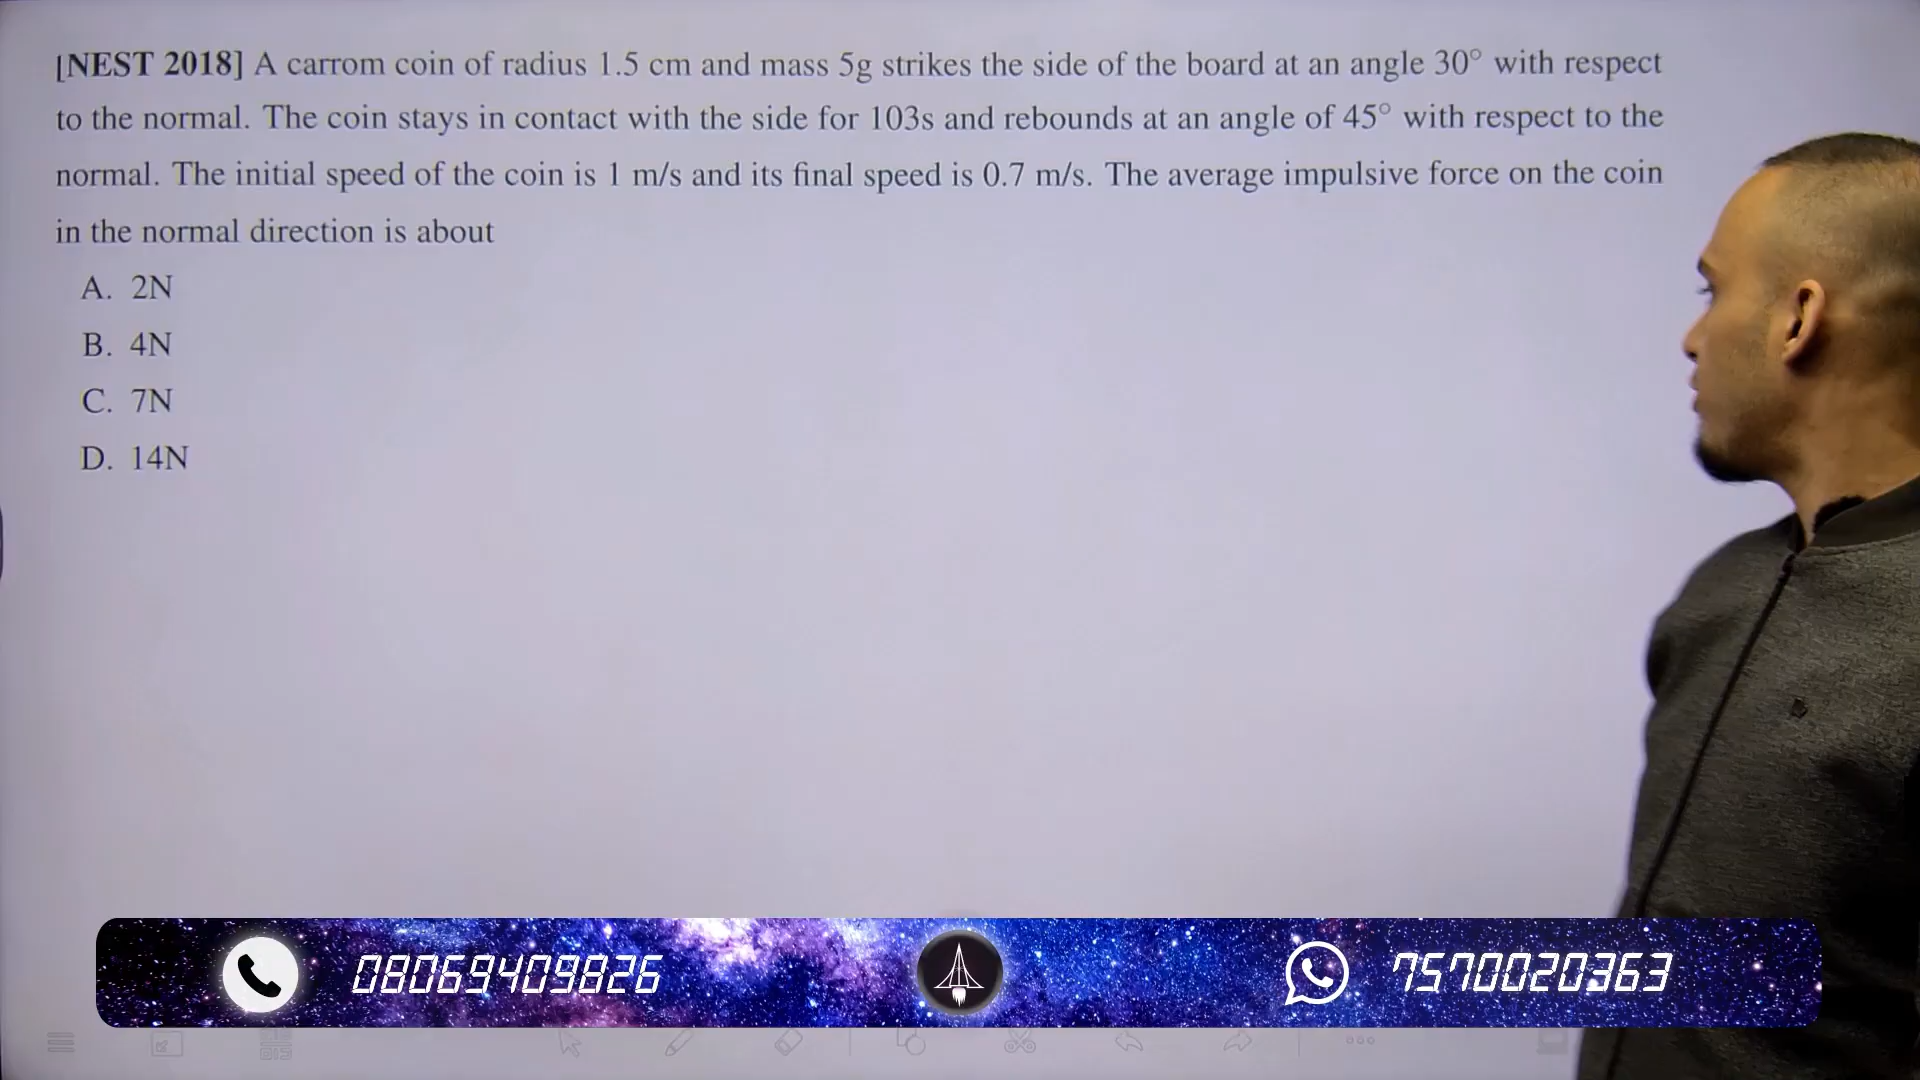 [NEST 2018] A carrom coin of radius 1.5 cm and mass 5g strikes the side of the board at an angle 30° with respect
to the normal. The coin stays in contact with the side for 103s and rebounds at an angle of 45° with respect to the
normal. The initial speed of the coin is 1 m/s and its final speed is 0.7 m/s. The average impulsive force on the coin
in the normal direction is about
A. 2N
B. 4N
C. 7N
D. 14N
08069409826
7570020363